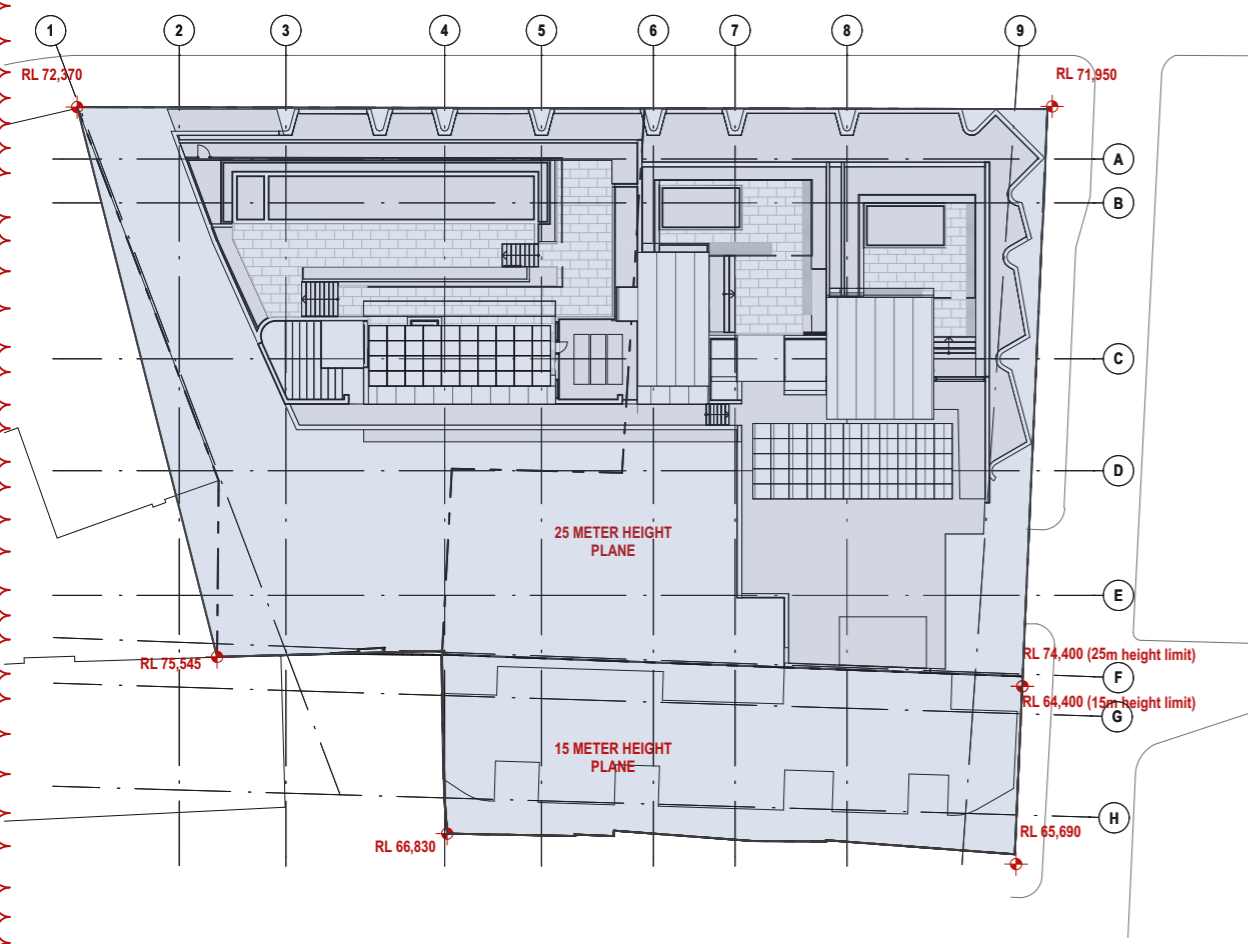 1 2 3 4 5 6 7 8 9
RL 72,370
RL 71,950
A
B
C
D
25 METER HEIGHT
PLANE
E
RL 75,545
RL 74,400 (25m height limit)
F
RL 64,400 (15m height limit)
G
15 METER HEIGHT
PLANE
H
RL 65,690
RL 66,830